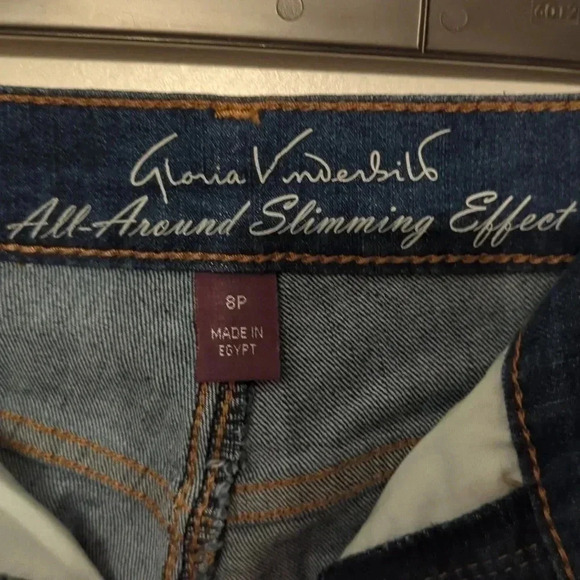 Gloria Vanderbilt
All-Around Slimming Effect
8P
MADE IN
EGYPT